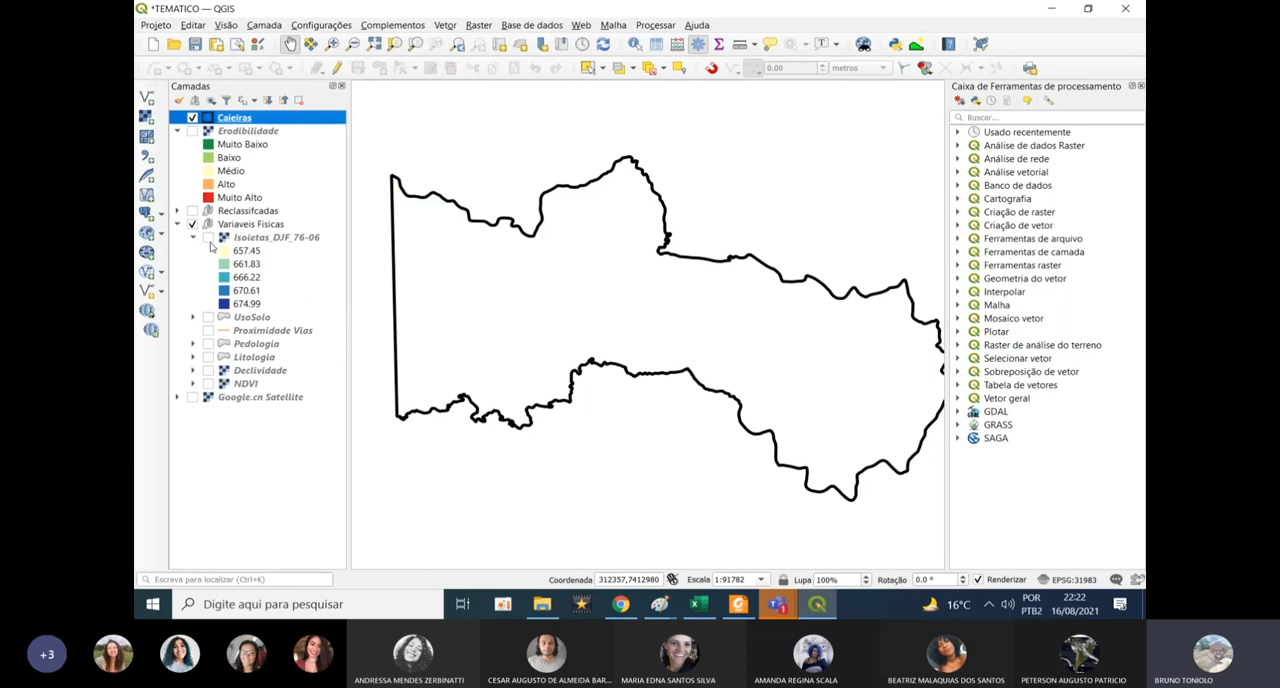 *TEMATICO — QGIS
Projeto Editar Visão Camada Configurações Complementos Vetor Raster Base de dados Web Malha Processar Ajuda
0.00 metros
Camadas
Caieiras
Erodibilidade
Muito Baixo
Baixo
Médio
Alto
Muito Alto
Reclassifcadas
Variaveis Fisicas
Isoietas_DJF_76-06
657.45
661.83
666.22
670.61
674.99
UsoSolo
Proximidade Vias
Pedologia
Litologia
Declividade
NDVI
Google.cn Satellite
Caixa de Ferramentas de processamento
Buscar...
Usado recentemente
Análise de dados Raster
Análise de rede
Análise vetorial
Banco de dados
Cartografia
Criação de raster
Criação de vetor
Ferramentas de arquivo
Ferramentas de camada
Ferramentas raster
Geometria do vetor
Interpolar
Malha
Mosaico vetor
Plotar
Raster de análise do terreno
Selecionar vetor
Sobreposição de vetor
Tabela de vetores
Vetor geral
GDAL
GRASS
SAGA
Escreva para localizar (Ctrl+K)
Coordenada 312357,7412980 Escala 1:91782 Lupa 100% Rotação 0.0 ° Renderizar EPSG:31983
Digite aqui para pesquisar
16°C
POR
PTB2
22:22
16/08/2021
+3
ANDRESSA MENDES ZERBINATTI
CESAR AUGUSTO DE ALMEIDA BAR...
MARIA EDNA SANTOS SILVA
AMANDA REGINA SCALA
BEATRIZ MALAQUIAS DOS SANTOS
PETERSON AUGUSTO PATRICIO
BRUNO TONIOLO